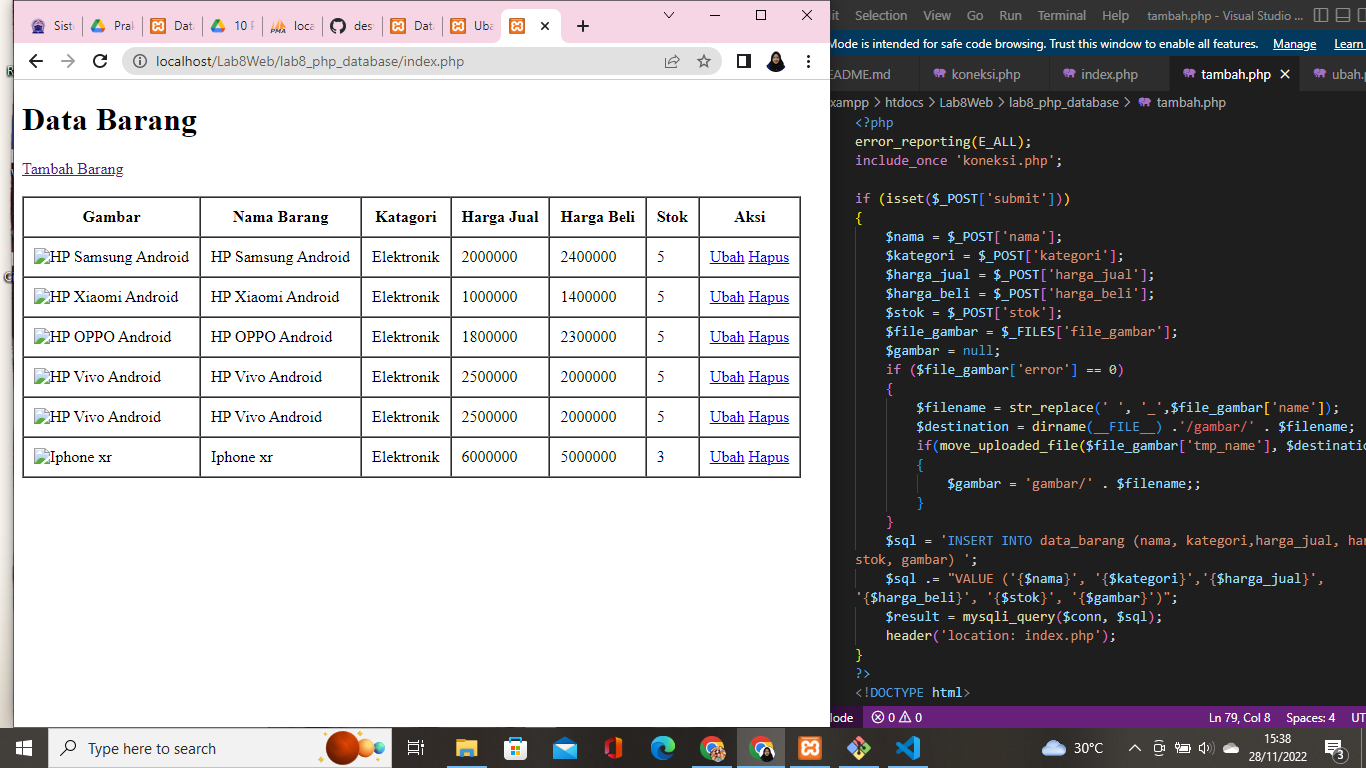 Sist
Prak
Data
10 P
loca
des
Data
Uba
localhost/Lab8Web/lab8_php_database/index.php
Data Barang
Tambah Barang
Gambar Nama Barang Katagori Harga Jual Harga Beli Stok Aksi
HP Samsung Android HP Samsung Android Elektronik 2000000 2400000 5 Ubah Hapus
HP Xiaomi Android HP Xiaomi Android Elektronik 1000000 1400000 5 Ubah Hapus
HP OPPO Android HP OPPO Android Elektronik 1800000 2300000 5 Ubah Hapus
HP Vivo Android HP Vivo Android Elektronik 2500000 2000000 5 Ubah Hapus
HP Vivo Android HP Vivo Android Elektronik 2500000 2000000 5 Ubah Hapus
Iphone xr Iphone xr Elektronik 6000000 5000000 3 Ubah Hapus
it Selection View Go Run Terminal Help tambah.php - Visual Studio ...
Mode is intended for safe code browsing. Trust this window to enable all features. Manage Learn
EADME.md koneksi.php index.php tambah.php ubah.p
xampp > htdocs > Lab8Web > lab8_php_database > tambah.php
<?php
error_reporting(E_ALL);
include_once 'koneksi.php';
if (isset($_POST['submit']))
{
$nama = $_POST['nama'];
$kategori = $_POST['kategori'];
$harga_jual = $_POST['harga_jual'];
$harga_beli = $_POST['harga_beli'];
$stok = $_POST['stok'];
$file_gambar = $_FILES['file_gambar'];
$gambar = null;
if ($file_gambar['error'] == 0)
{
$filename = str_replace(' ', '_',$file_gambar['name']);
$destination = dirname(__FILE__) .'/gambar/' . $filename;
if(move_uploaded_file($file_gambar['tmp_name'], $destinatio
{
$gambar = 'gambar/' . $filename;;
}
}
$sql = 'INSERT INTO data_barang (nama, kategori,harga_jual, har
stok, gambar) ';
$sql .= "VALUE ('{$nama}', '{$kategori}','{$harga_jual}',
'{$harga_beli}', '{$stok}', '{$gambar}')";
$result = mysqli_query($conn, $sql);
header('location: index.php');
}
?>
<!DOCTYPE html>
lode 0 0 Ln 79, Col 8 Spaces: 4 UT
Type here to search
30°C
15:38
28/11/2022
3